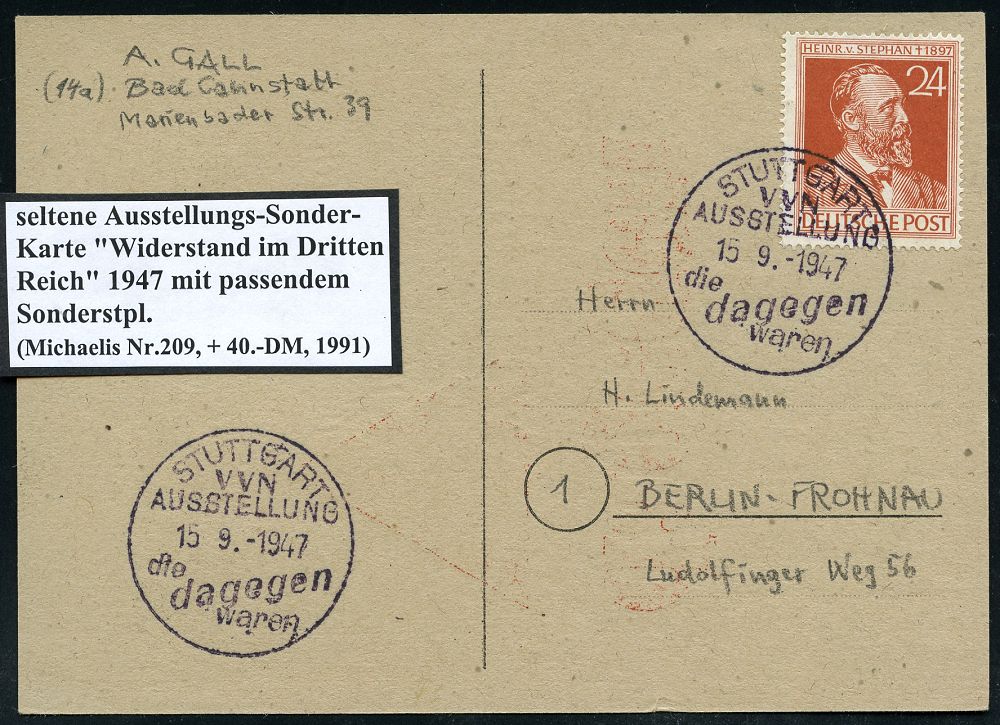 A. GALL
(14a) Bad Cannstatt
Marienbader Str. 39
HEINR. v. STEPHAN † 1897
24
DEUTSCHE POST
STUTTGART
VVN
AUSSTELLUNG
15 9.-1947
die
dagegen
waren
seltene Ausstellungs-Sonder-
Karte "Widerstand im Dritten
Reich" 1947 mit passendem
Sonderstpl.
(Michaelis Nr.209, + 40.-DM, 1991)
Herrn
H. Lindemann
1
BERLIN-FROHNAU
Ludolfinger Weg 56
STUTTGART
VVN
AUSSTELLUNG
15 9.-1947
die
dagegen
waren